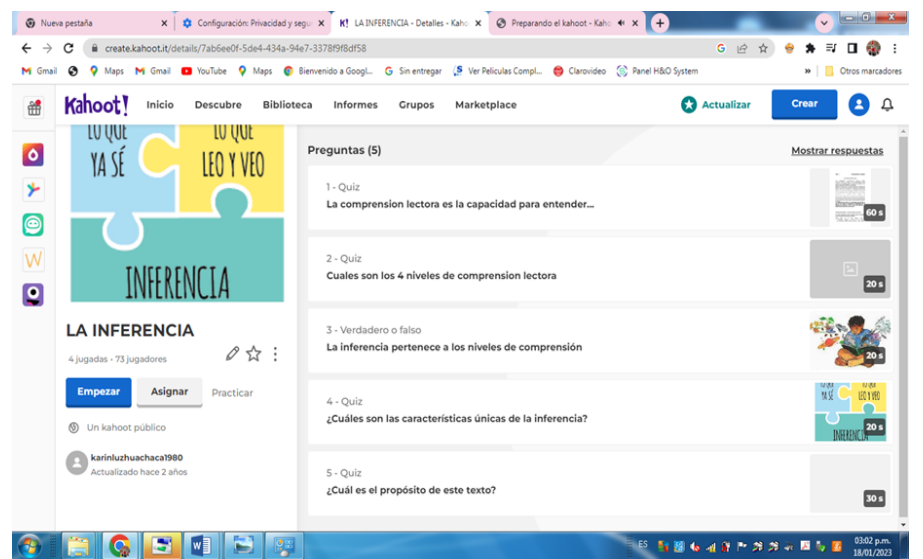 Nueva pestaña
Configuración: Privacidad y segu
K! LA INFERENCIA - Detalles - Kaho
Preparando el kahoot - Kaho
create.kahoot.it/details/7ab6ee0f-5de4-434a-94e7-3378f9f8df58
Gmail
Maps
Gmail
YouTube
Maps
Bienvenido a Googl...
Sin entregar
Ver Peliculas Compl...
Clarovideo
Panel H&O System
Otros marcadores
Kahoot!
Inicio
Descubre
Biblioteca
Informes
Grupos
Marketplace
Actualizar
Crear
LO QUE
YA SÉ
LO QUE
LEO Y VEO
INFERENCIA
LA INFERENCIA
4 jugadas - 73 jugadores
Empezar
Asignar
Practicar
Un kahoot público
karinluzhuachaca1980
Actualizado hace 2 años
Preguntas (5)
Mostrar respuestas
1 - Quiz
La comprension lectora es la capacidad para entender...
60 s
2 - Quiz
Cuales son los 4 niveles de comprension lectora
20 s
3 - Verdadero o falso
La inferencia pertenece a los niveles de comprensión
20 s
4 - Quiz
¿Cuáles son las características únicas de la inferencia?
YA SÉ
LEO Y VEO
INFERENCIA
20 s
5 - Quiz
¿Cuál es el propósito de este texto?
30 s
ES
03:02 p.m.
18/01/2023